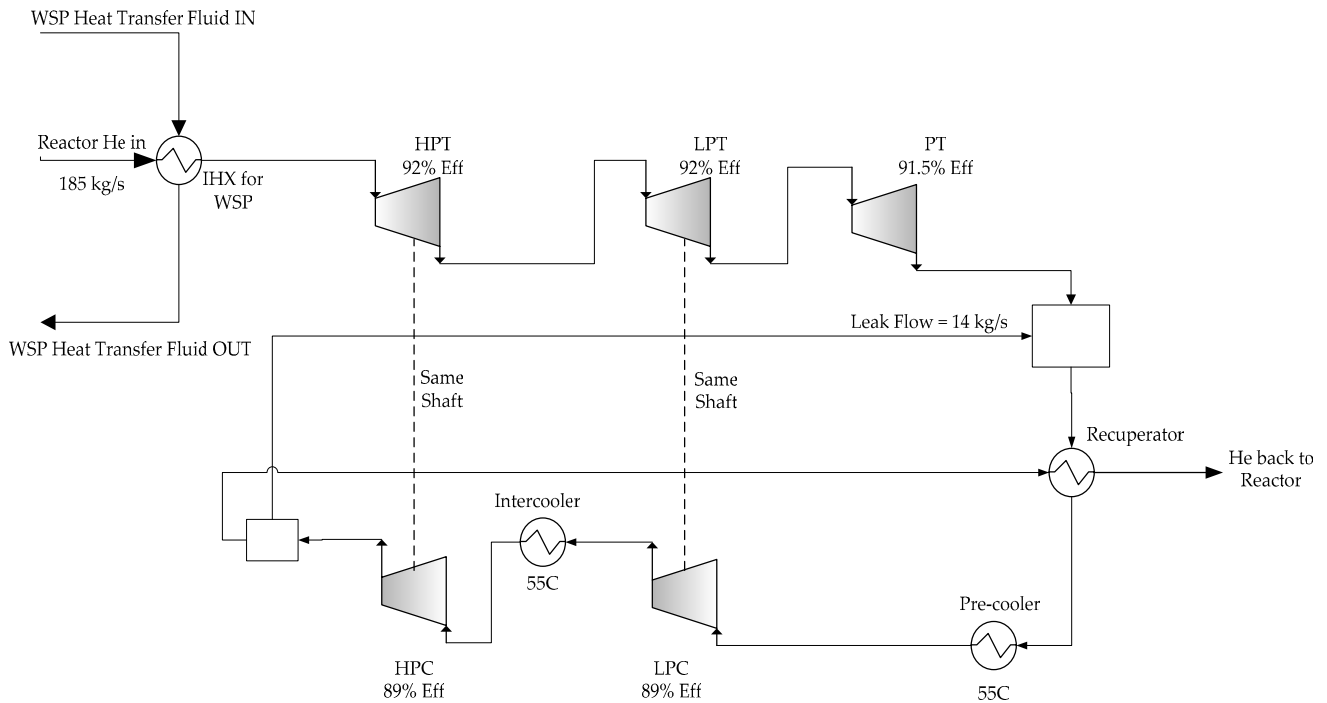 WSP Heat Transfer Fluid IN
Reactor He in
185 kg/s
IHX for
WSP
HPT
92% Eff
LPT
92% Eff
PT
91.5% Eff
WSP Heat Transfer Fluid OUT
Leak Flow = 14 kg/s
Same
Shaft
Same
Shaft
Recuperator
He back to
Reactor
Intercooler
55C
Pre-cooler
55C
HPC
89% Eff
LPC
89% Eff